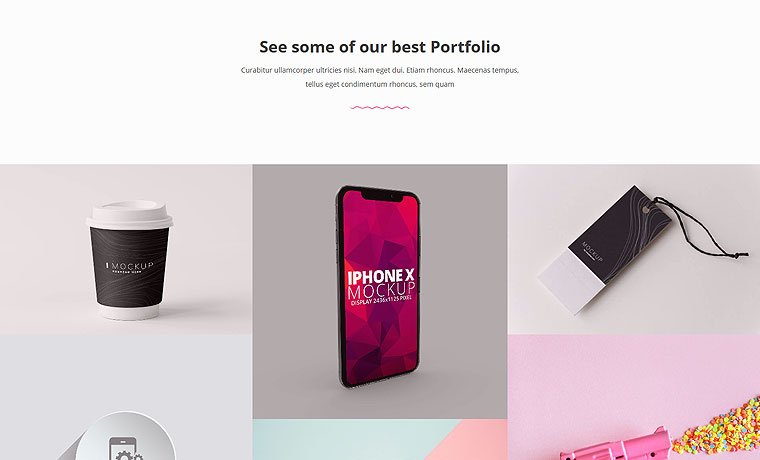 See some of our best Portfolio
Curabitur ullamcorper ultricies nisi. Nam eget dui. Etiam rhoncus. Maecenas tempus,
tellus eget condimentum rhoncus, sem quam
MOCKUP
IPHONE X
MOCKUP
DISPLAY 2436x1125 PIXEL
MOCKUP